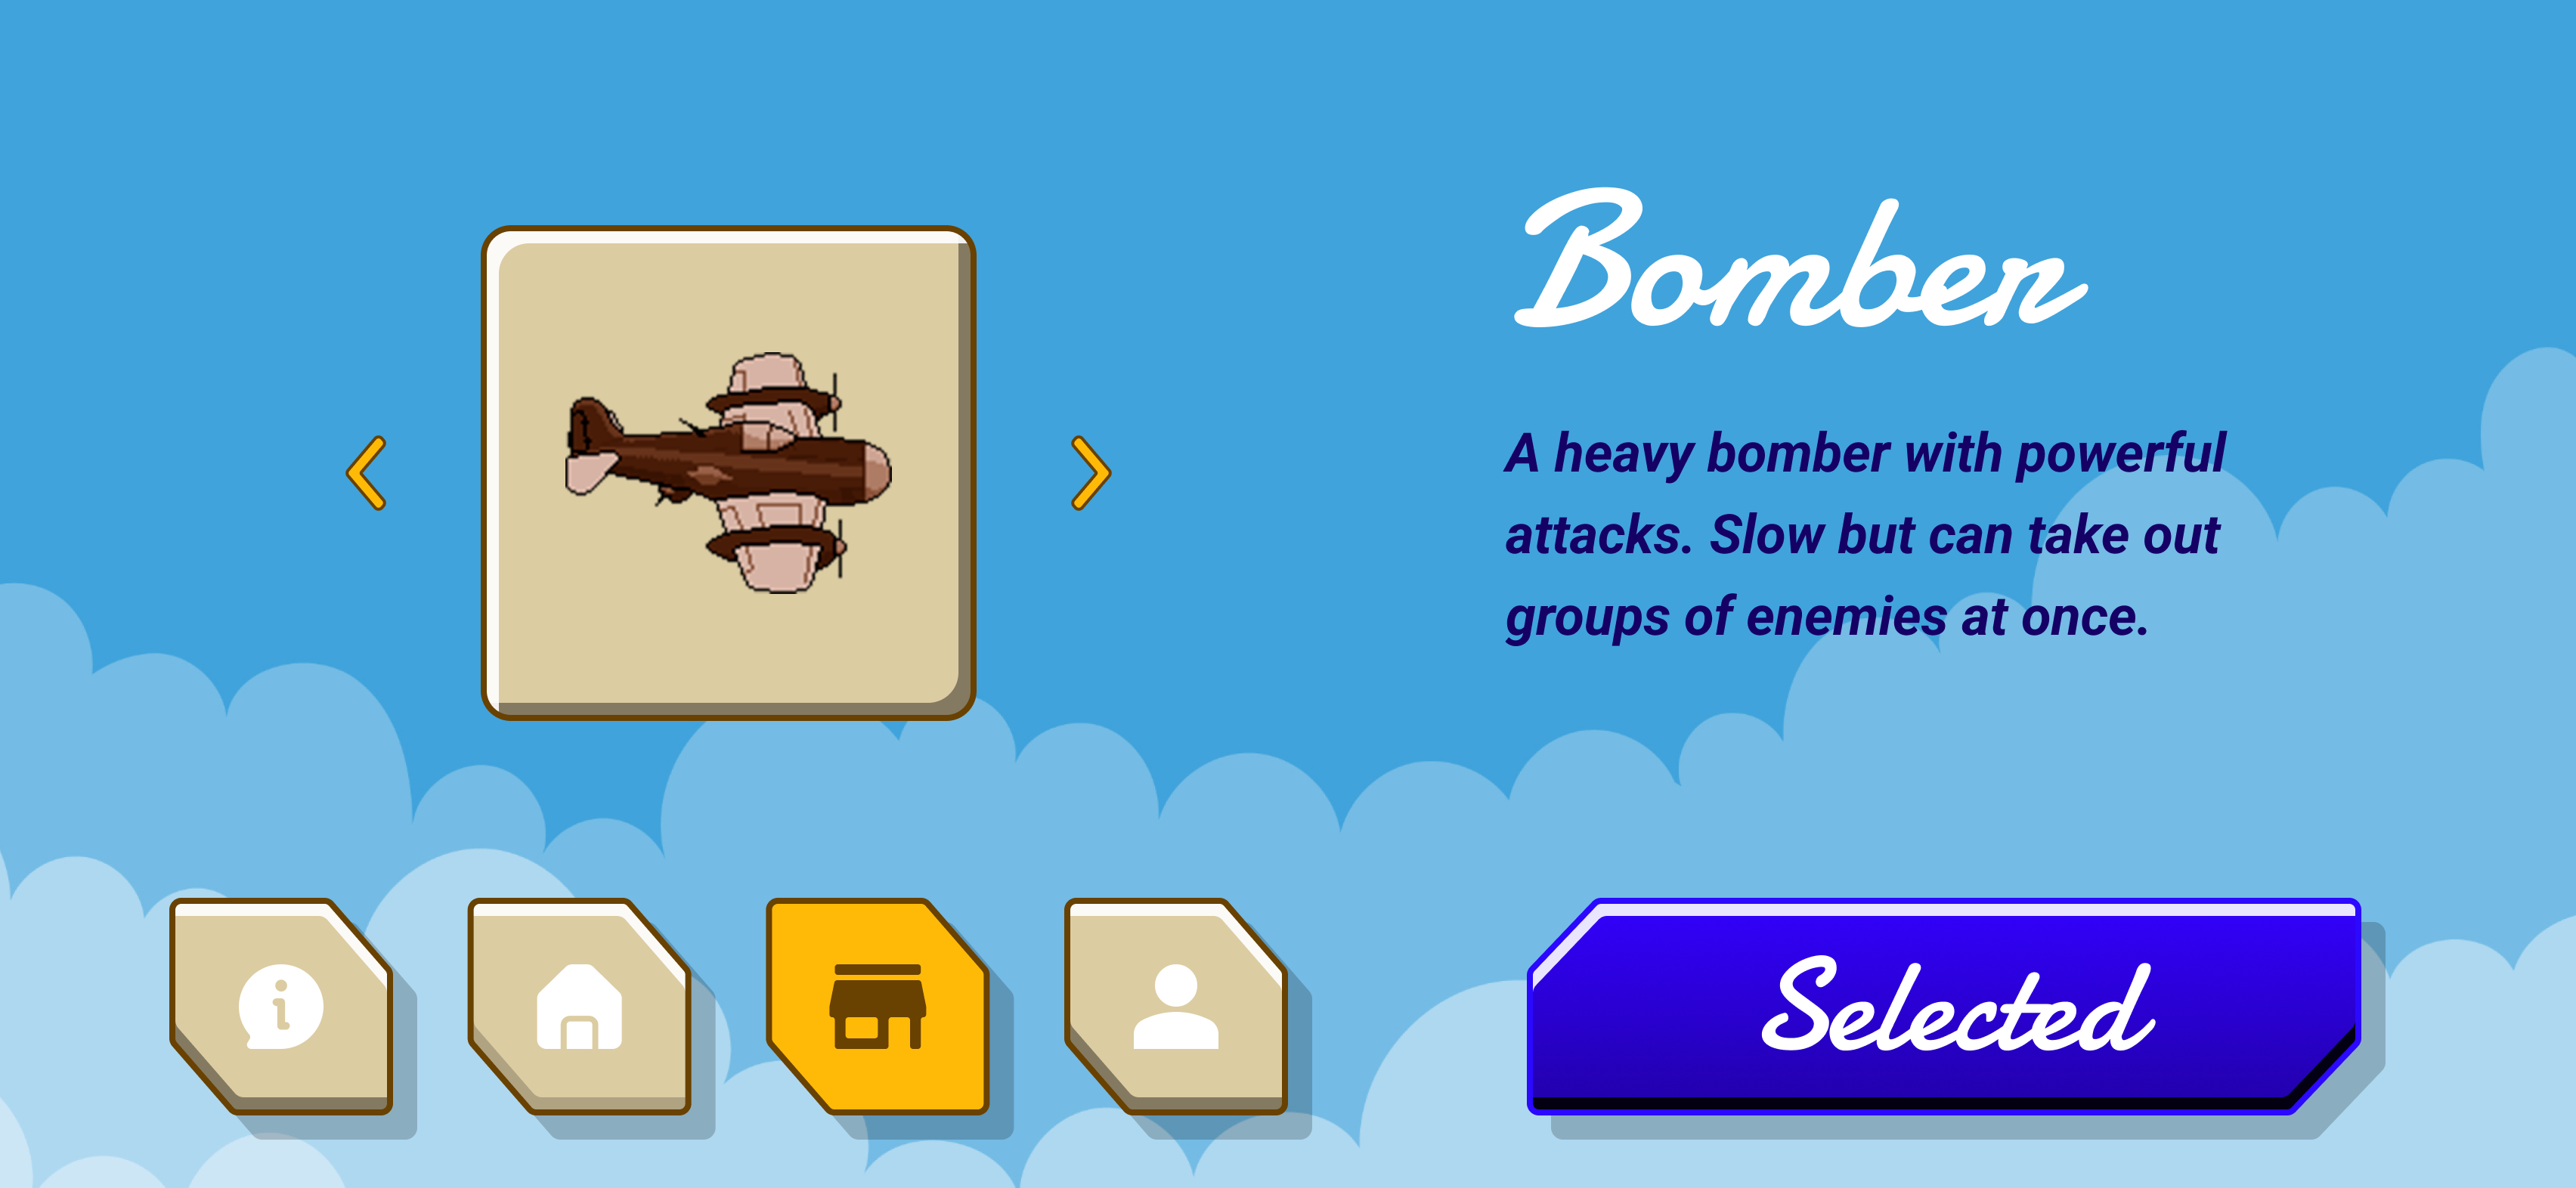 Bomber
A heavy bomber with powerful
attacks. Slow but can take out
groups of enemies at once.
Selected